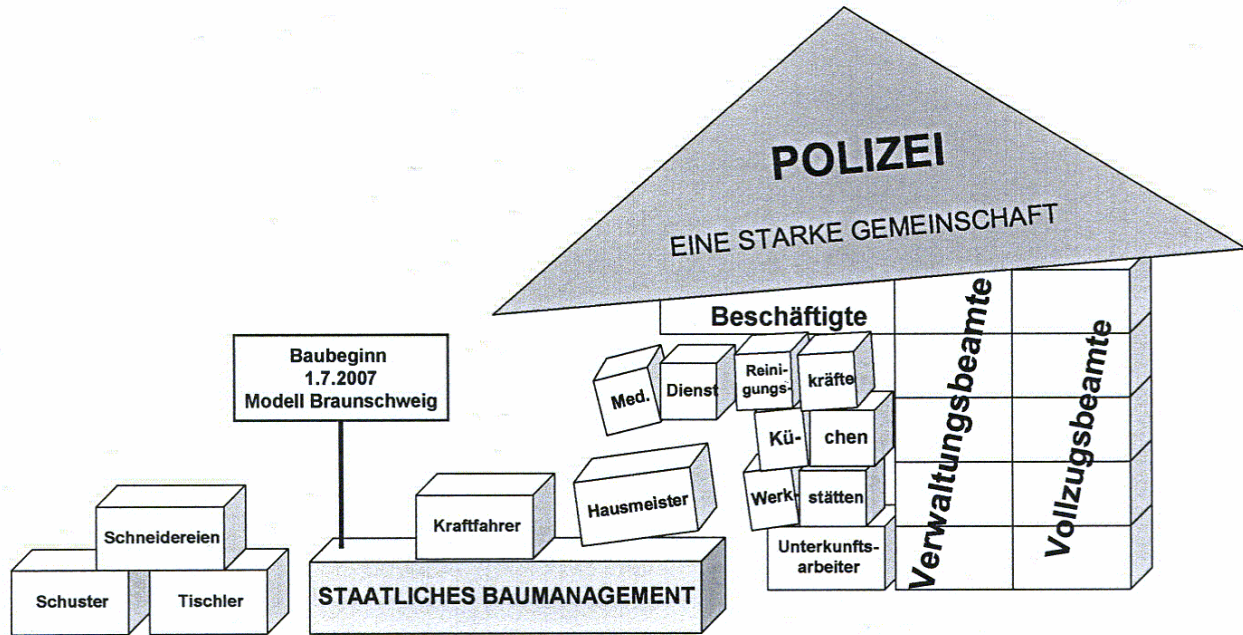 POLIZEI
EINE STARKE GEMEINSCHAFT
Beschäftigte
Verwaltungsbeamte
Vollzugsbeamte
Baubeginn
1.7.2007
Modell Braunschweig
Med.
Dienst
Reini-
gungs-
kräfte
Kü-
chen
Hausmeister
Werk-
stätten
Unterkunfts-
arbeiter
Kraftfahrer
STAATLICHES BAUMANAGEMENT
Schneidereien
Schuster
Tischler